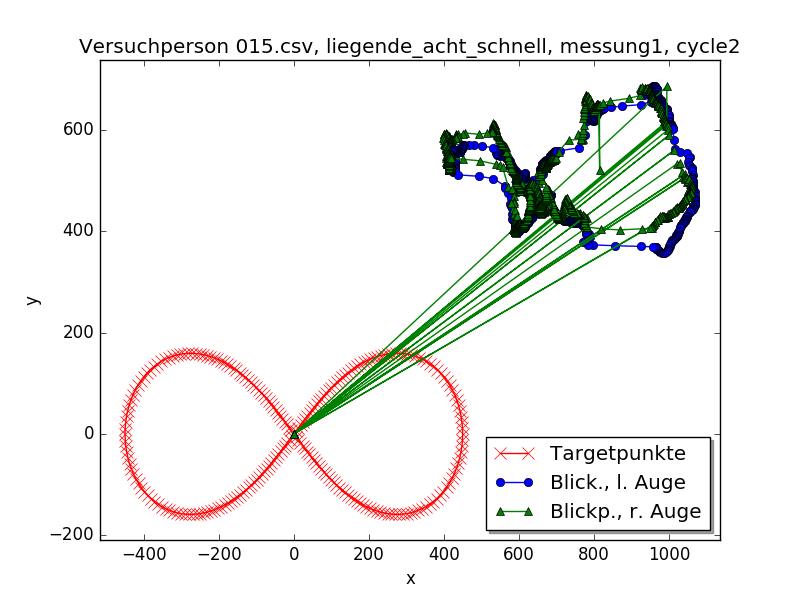 Versuchperson 015.csv, liegende_acht_schnell, messung1, cycle2
y
600
400
200
0
−200
−400
−200
0
200
400
600
800
1000
x
Targetpunkte
Blick., l. Auge
Blickp., r. Auge